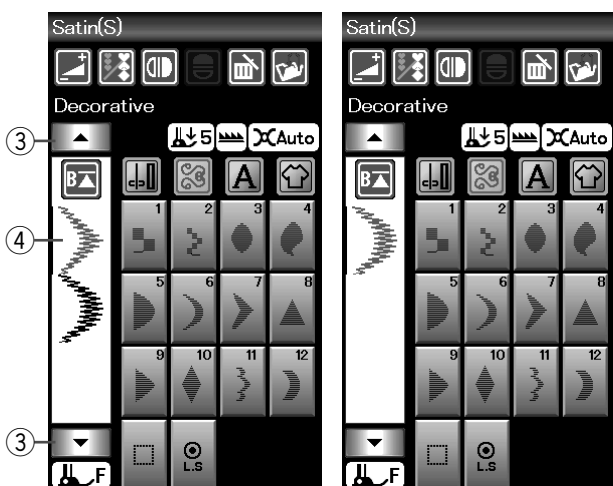 Satin(S)
Decorative
③
5 Auto
B A
④
1 2 3 4
5 6 7 8
9 10 11 12
③
L.S
F
Satin(S)
Decorative
5 Auto
B A
1 2 3 4
5 6 7 8
9 10 11 12
L.S
F